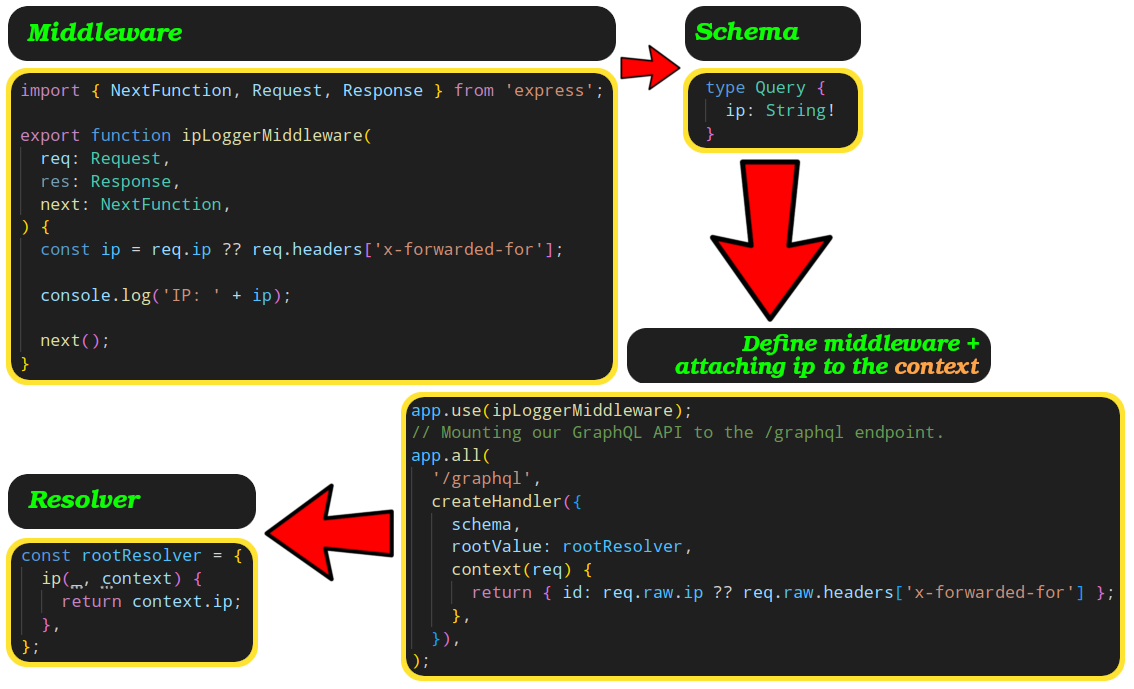 Middleware
import { NextFunction, Request, Response } from 'express';
export function ipLoggerMiddleware(
req: Request,
res: Response,
next: NextFunction,
) {
const ip = req.ip ?? req.headers['x-forwarded-for'];
console.log('IP: ' + ip);
next();
}
Schema
type Query {
ip: String!
}
Define middleware +
attaching ip to the context
app.use(ipLoggerMiddleware);
// Mounting our GraphQL API to the /graphql endpoint.
app.all(
'/graphql',
createHandler({
schema,
rootValue: rootResolver,
context(req) {
return { id: req.raw.ip ?? req.raw.headers['x-forwarded-for'] };
},
}),
);
Resolver
const rootResolver = {
ip(_, context) {
return context.ip;
},
};